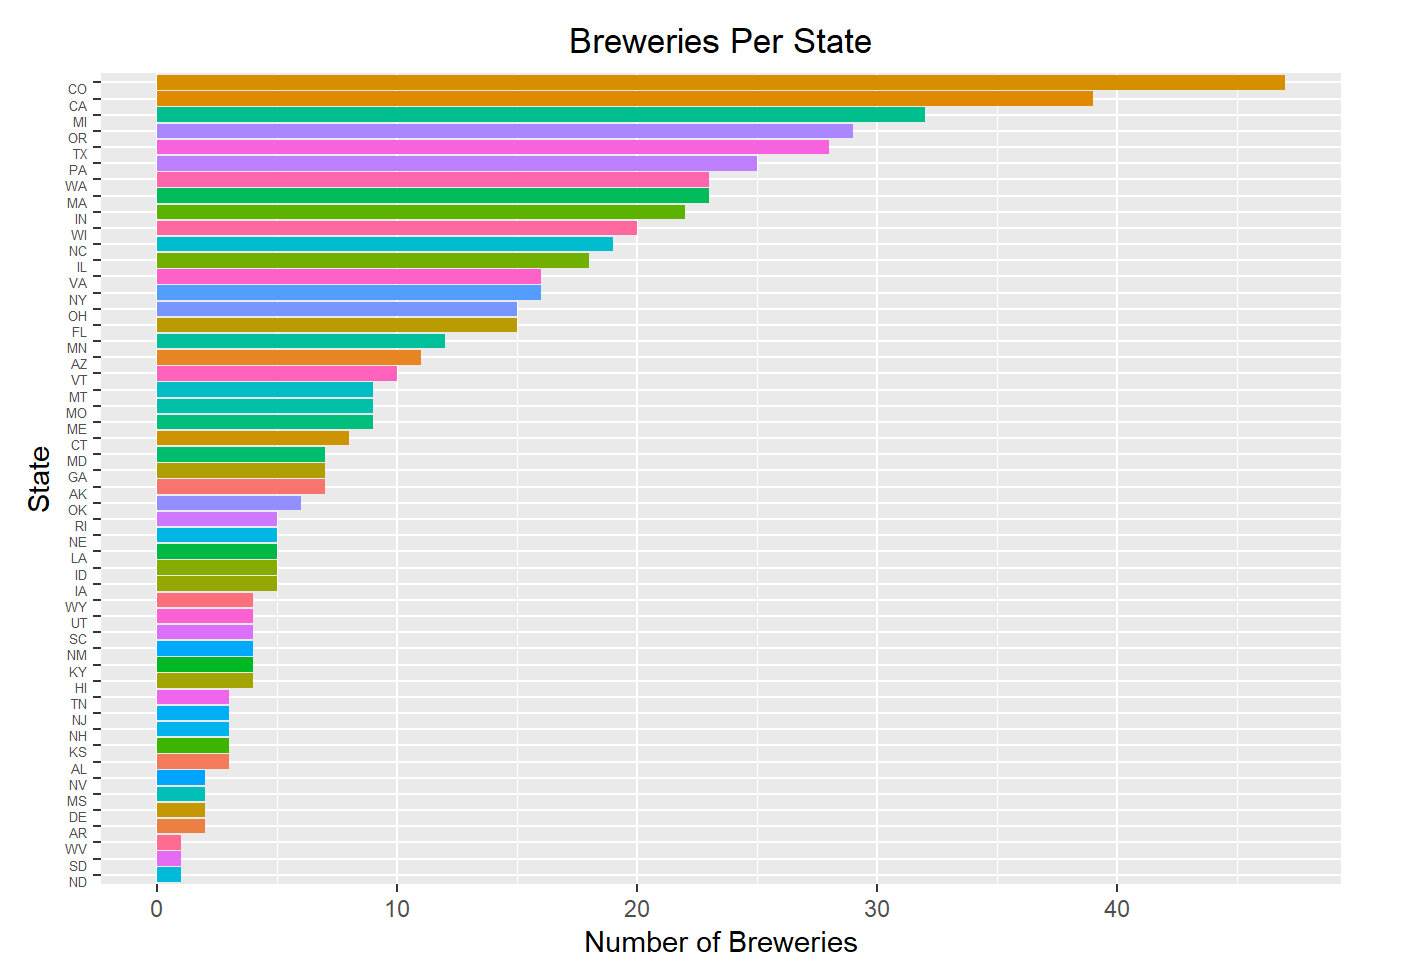 Breweries Per State
State
CO
CA
MI
OR
TX
PA
WA
MA
IN
WI
NC
IL
VA
NY
OH
FL
MN
AZ
VT
MT
MO
ME
CT
MD
GA
AK
OK
RI
NE
LA
ID
IA
WY
UT
SC
NM
KY
HI
TN
NJ
NH
KS
AL
NV
MS
DE
AR
WV
SD
ND
0 10 20 30 40
Number of Breweries